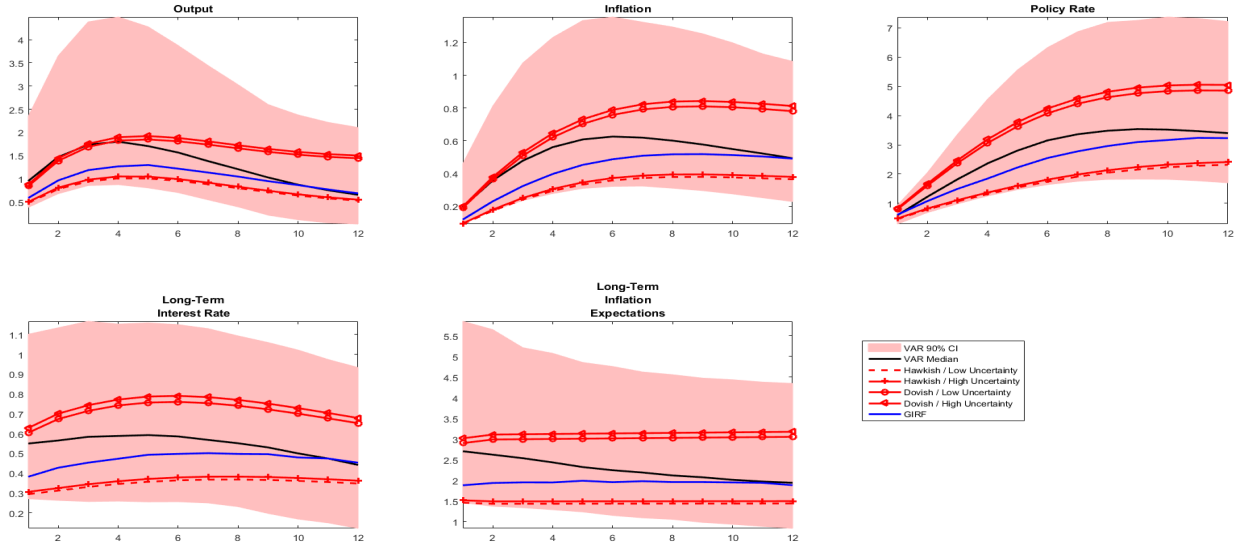 Output
4
3.5
3
2.5
2
1.5
1
0.5
2 4 6 8 10 12
Inflation
1.2
1
0.8
0.6
0.4
0.2
2 4 6 8 10 12
Policy Rate
7
6
5
4
3
2
1
2 4 6 8 10 12
Long-Term
Interest Rate
1.1
1
0.9
0.8
0.7
0.6
0.5
0.4
0.3
0.2
2 4 6 8 10 12
Long-Term
Inflation
Expectations
5.5
5
4.5
4
3.5
3
2.5
2
1.5
1
2 4 6 8 10 12
VAR 90% CI
VAR Median
Hawkish / Low Uncertainty
Hawkish / High Uncertainty
Dovish / Low Uncertainty
Dovish / High Uncertainty
GIRF